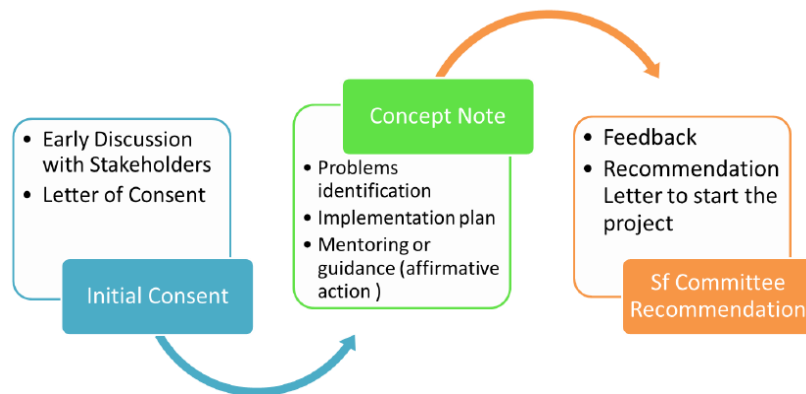 • Early Discussion
with Stakeholders
• Letter of Consent
Initial Consent
Concept Note
• Problems
identification
• Implementation plan
• Mentoring or
guidance (affirmative
action )
• Feedback
• Recommendation
Letter to start the
project
Sf Committee
Recommendation